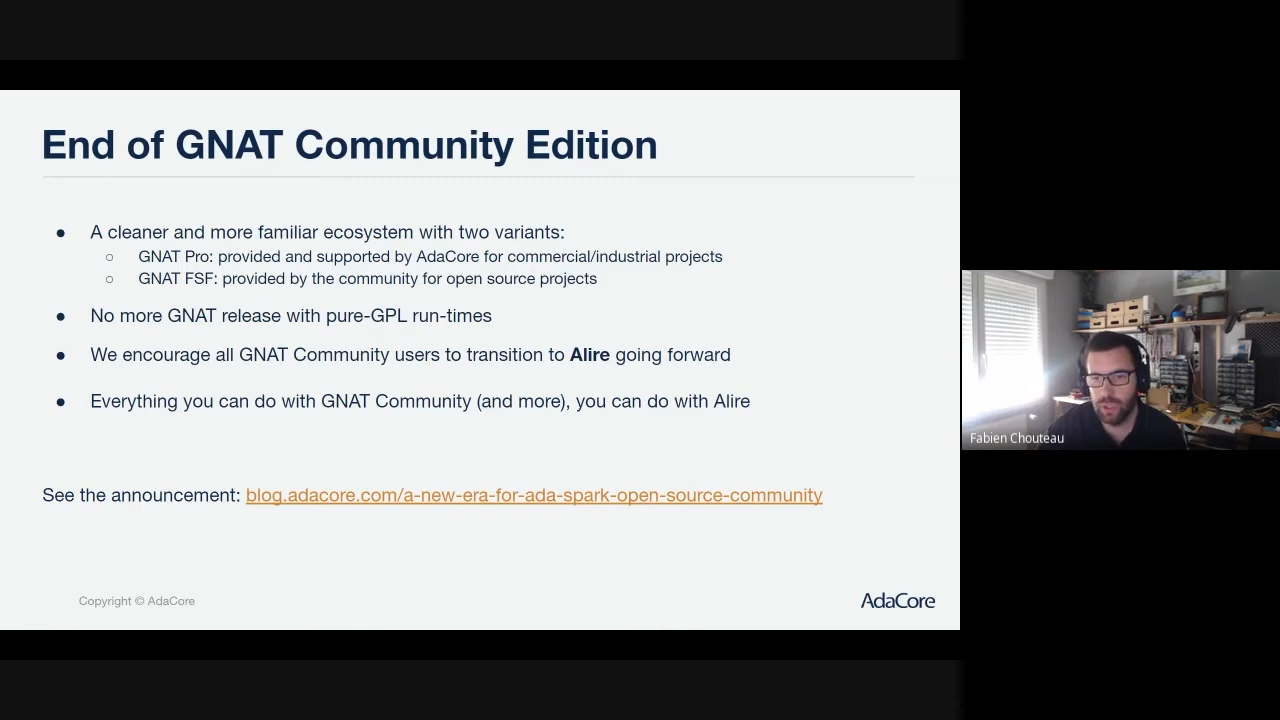 End of GNAT Community Edition
● A cleaner and more familiar ecosystem with two variants:
○ GNAT Pro: provided and supported by AdaCore for commercial/industrial projects
○ GNAT FSF: provided by the community for open source projects
● No more GNAT release with pure-GPL run-times
● We encourage all GNAT Community users to transition to Alire going forward
● Everything you can do with GNAT Community (and more), you can do with Alire
See the announcement: blog.adacore.com/a-new-era-for-ada-spark-open-source-community
Copyright © AdaCore
AdaCore
Fabien Chouteau